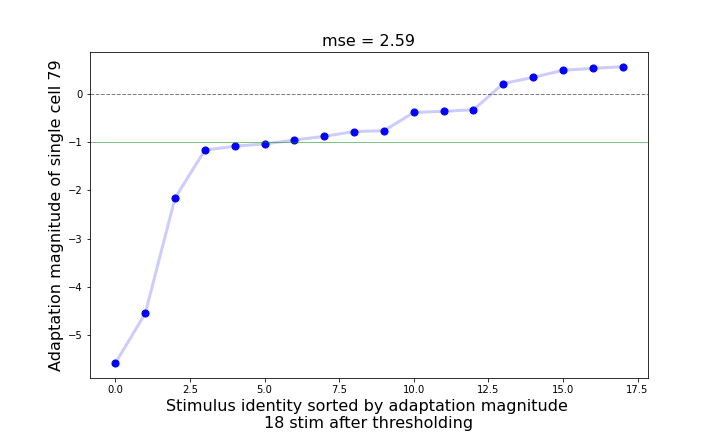 mse = 2.59
Adaptation magnitude of single cell 79
0
−1
−2
−3
−4
−5
0.0 2.5 5.0 7.5 10.0 12.5 15.0 17.5
Stimulus identity sorted by adaptation magnitude
18 stim after thresholding